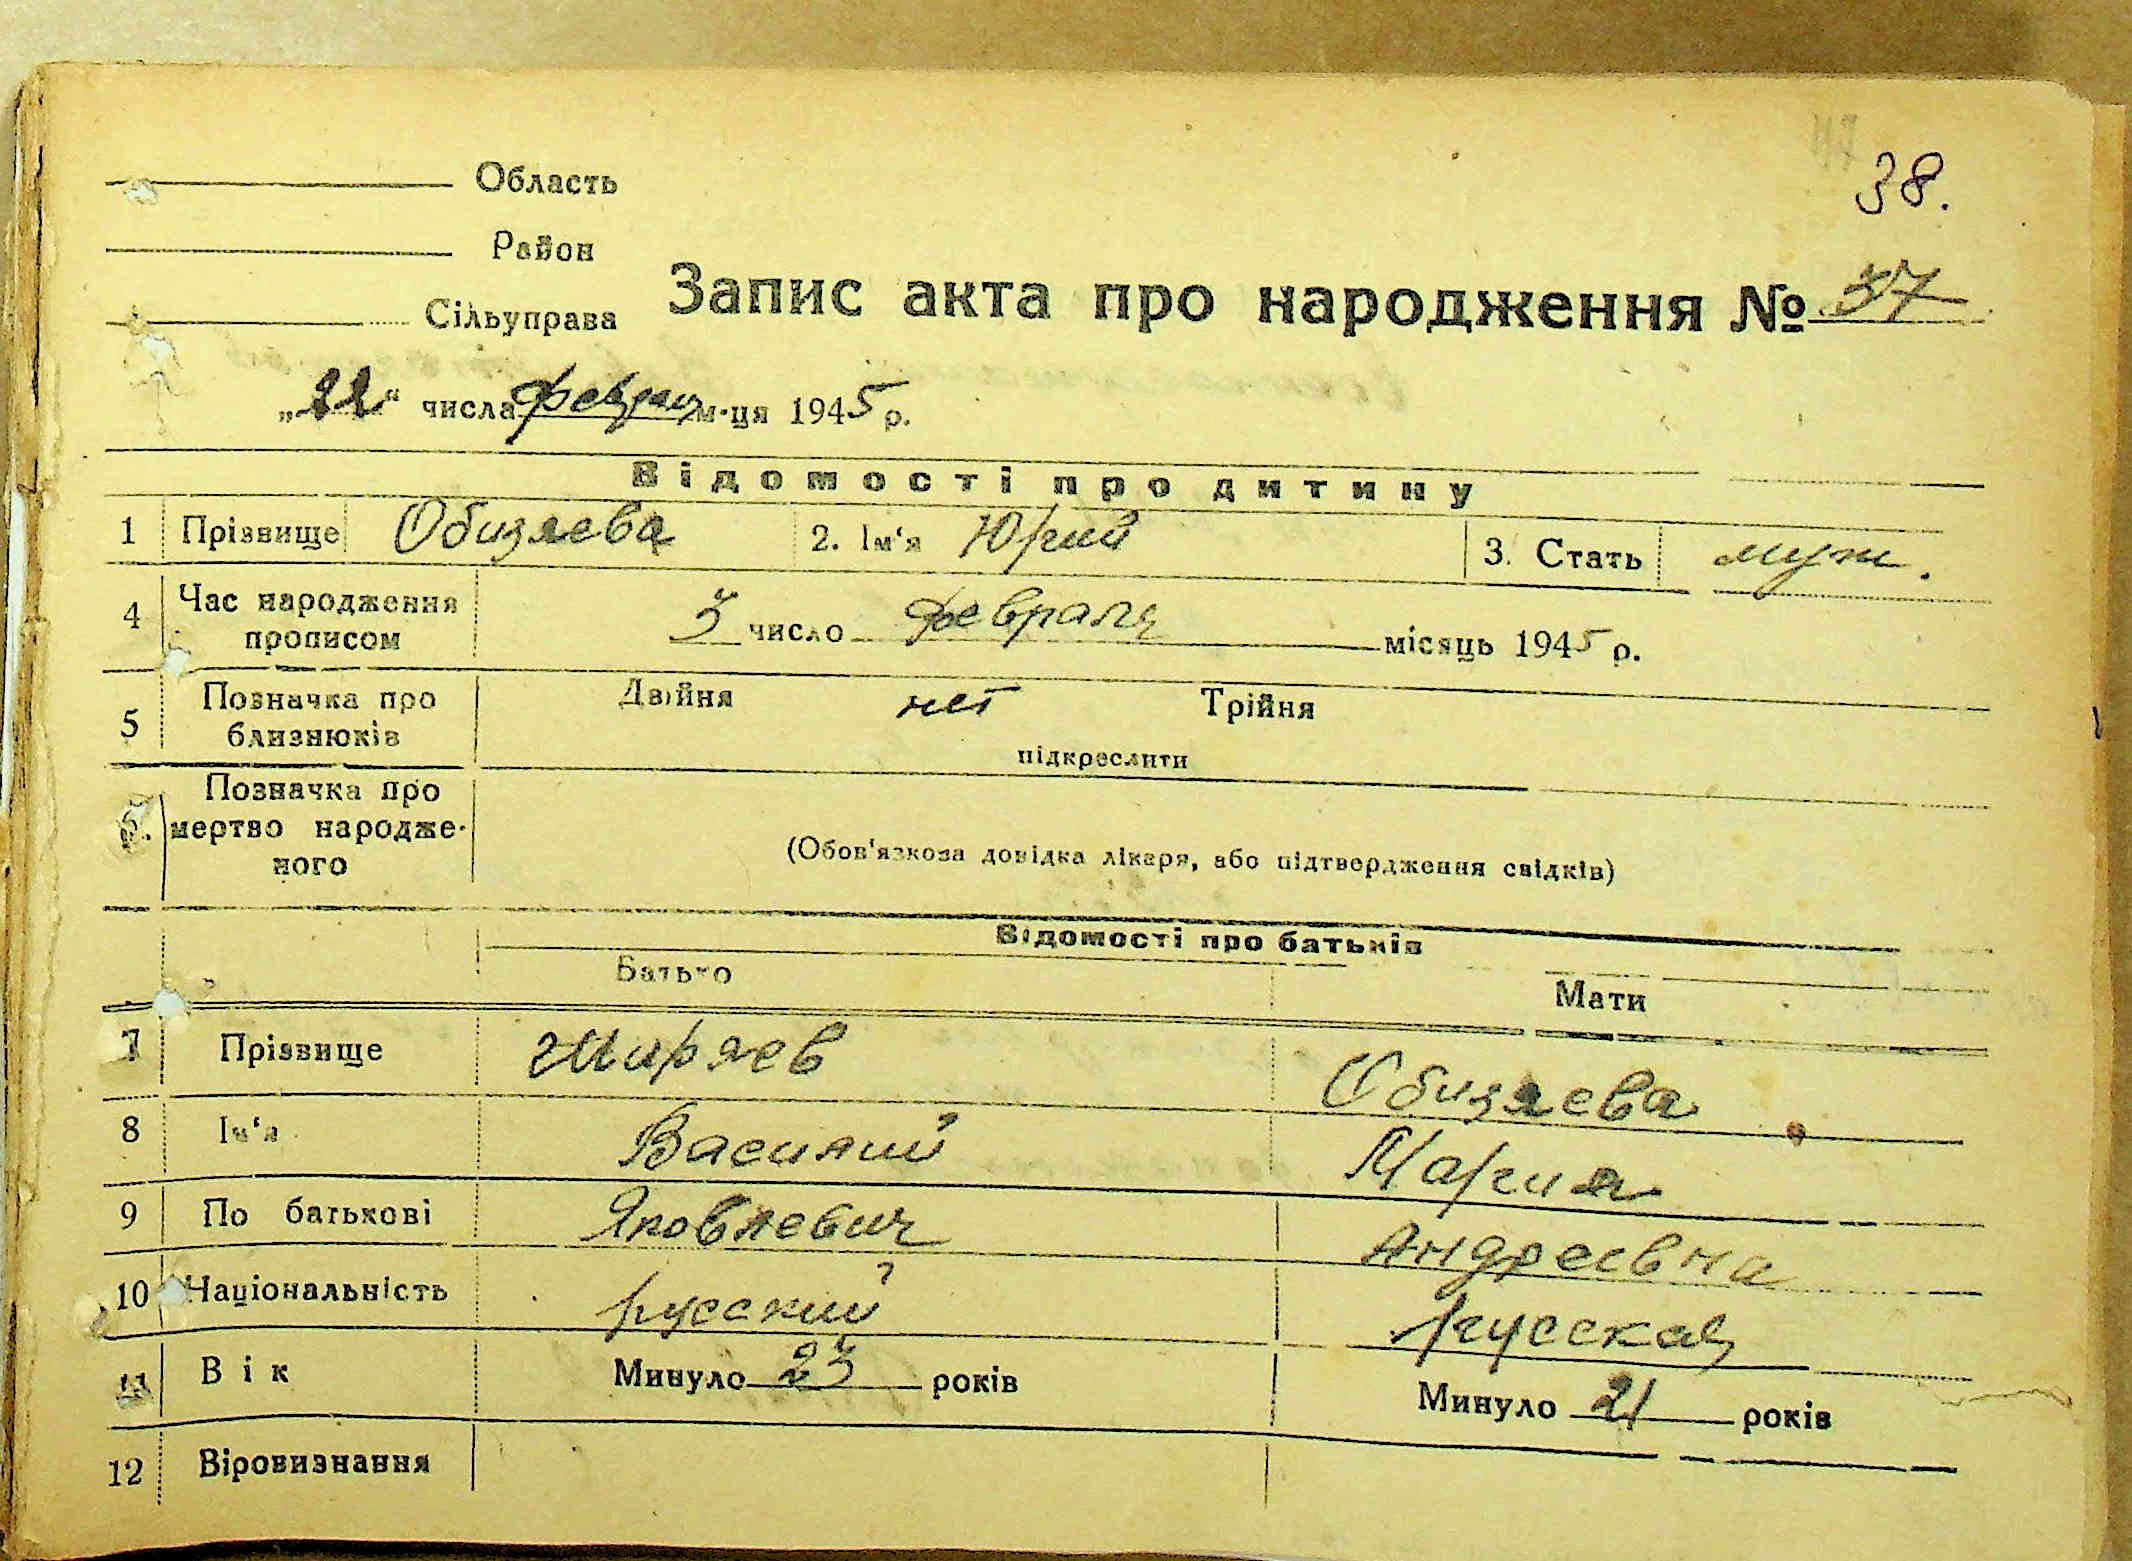 38.
Область
Район
Сільуправа
Запис акта про народження № 37
„22“ числа феврал м-ця 1945 р.
Відомості про дитину
1 Прізвище Обизяева 2. Ім‘я Юрий 3. Стать муж.
4 Час народження прописом 3 число февраля місяць 1945 р.
5 Позначка про близнюків Двійня нет Трійня
підкреслити
6. Позначка про мертво народже-
ного
(Обов‘язкова довідка лікаря, або підтвердження свідків)
Відомості про батьків
Батько Мати
7 Прізвище Ширяев Обизяева
8 Ім‘я Василий Мария
9 По батькові Яковлевич Андреевна
10 Національність русский русская
11 Вік Минуло 23 років Минуло 21 років
12 Віровизнання